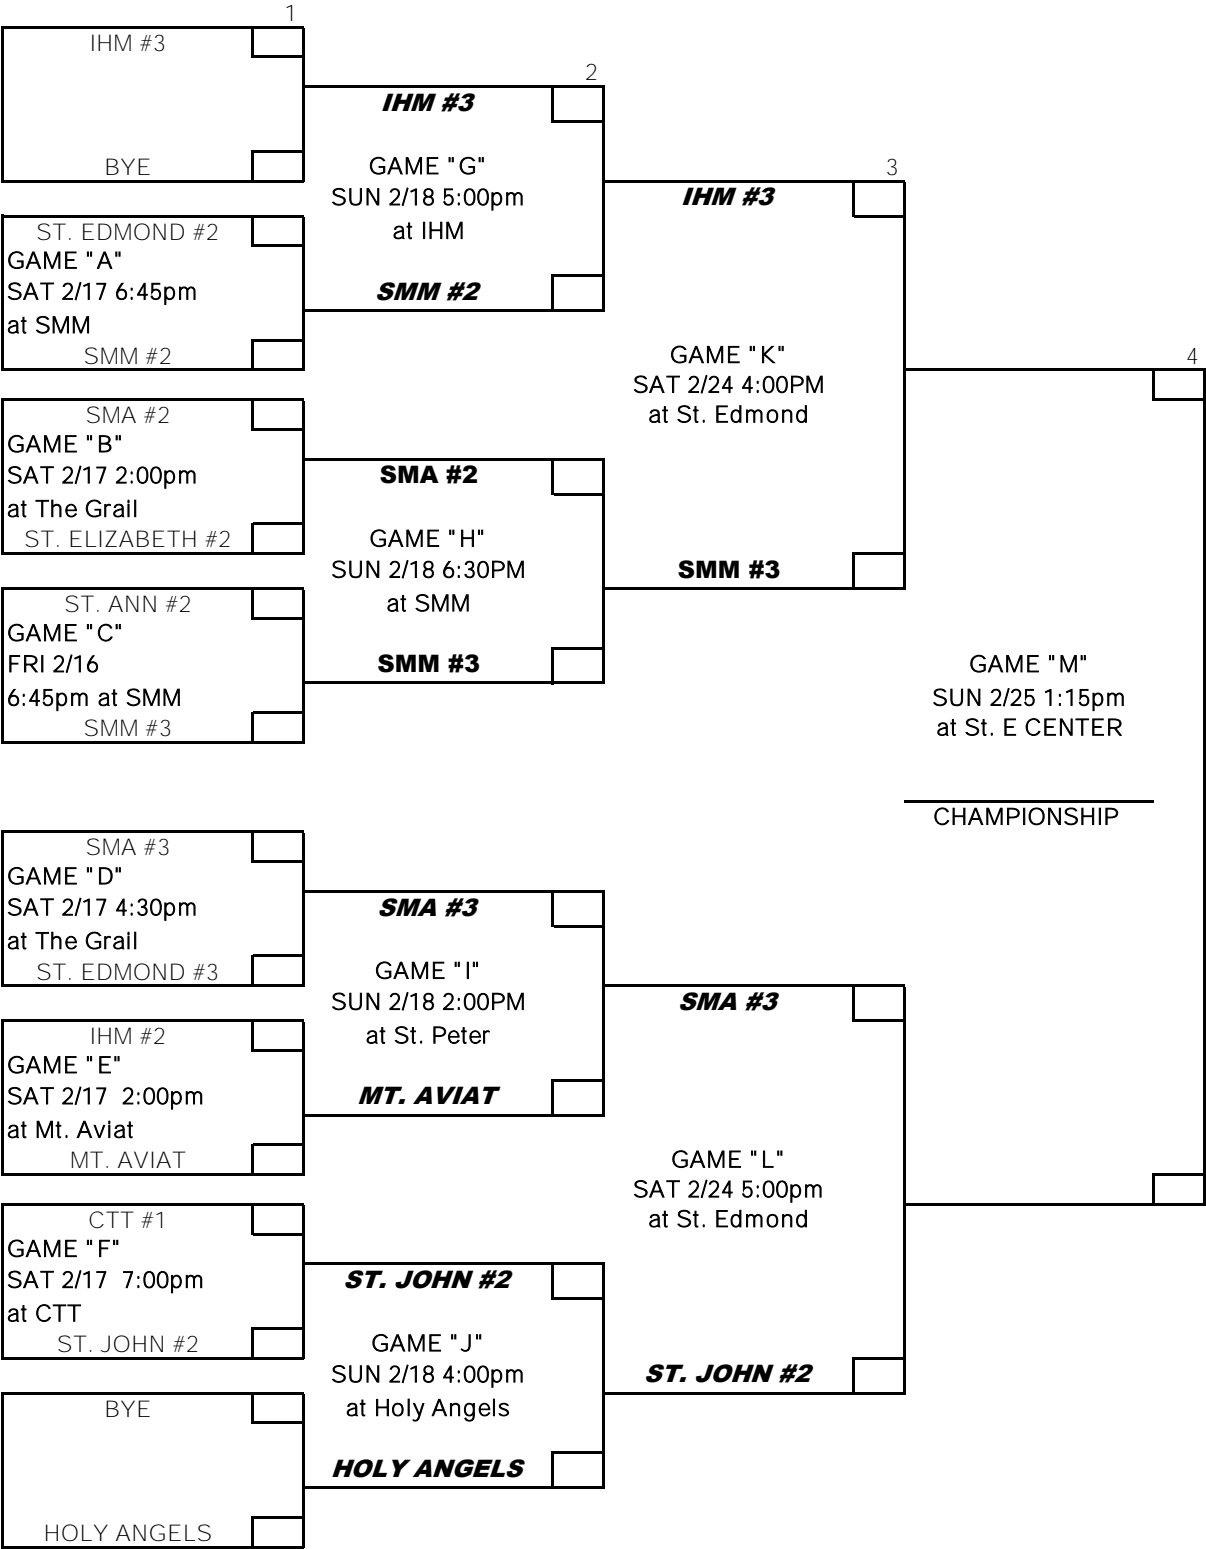 1
IHM #3
BYE
ST. EDMOND #2
GAME "A"
SAT 2/17 6:45pm
at SMM
SMM #2
SMA #2
GAME "B"
SAT 2/17 2:00pm
at The Grail
ST. ELIZABETH #2
ST. ANN #2
GAME "C"
FRI 2/16
6:45pm at SMM
SMM #3
SMA #3
GAME "D"
SAT 2/17 4:30pm
at The Grail
ST. EDMOND #3
IHM #2
GAME "E"
SAT 2/17 2:00pm
at Mt. Aviat
MT. AVIAT
CTT #1
GAME "F"
SAT 2/17 7:00pm
at CTT
ST. JOHN #2
BYE
HOLY ANGELS
2
IHM #3
GAME "G"
SUN 2/18 5:00pm
at IHM
SMM #2
SMA #2
GAME "H"
SUN 2/18 6:30PM
at SMM
SMM #3
SMA #3
GAME "I"
SUN 2/18 2:00PM
at St. Peter
MT. AVIAT
ST. JOHN #2
GAME "J"
SUN 2/18 4:00pm
at Holy Angels
HOLY ANGELS
3
IHM #3
GAME "K"
SAT 2/24 4:00PM
at St. Edmond
SMM #3
SMA #3
GAME "L"
SAT 2/24 5:00pm
at St. Edmond
ST. JOHN #2
4
GAME "M"
SUN 2/25 1:15pm
at St. E CENTER
CHAMPIONSHIP